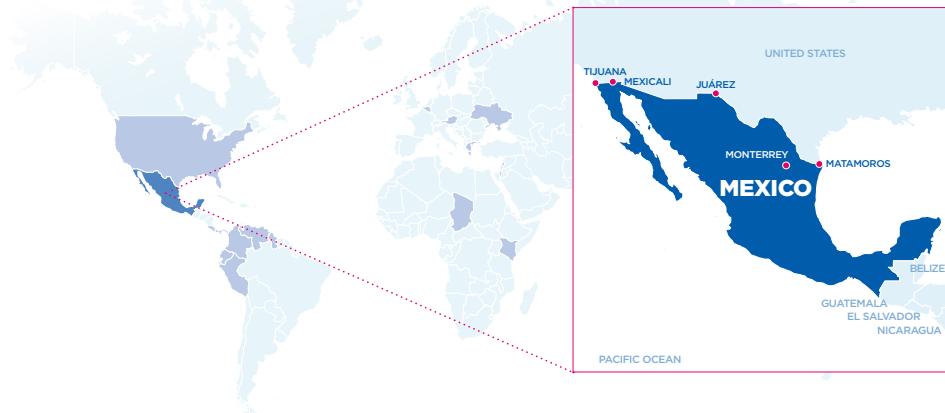 UNITED STATES
TIJUANA
MEXICALI
JUÁREZ
MONTERREY
MATAMOROS
MEXICO
BELIZE
GUATEMALA
EL SALVADOR
NICARAGUA
PACIFIC OCEAN